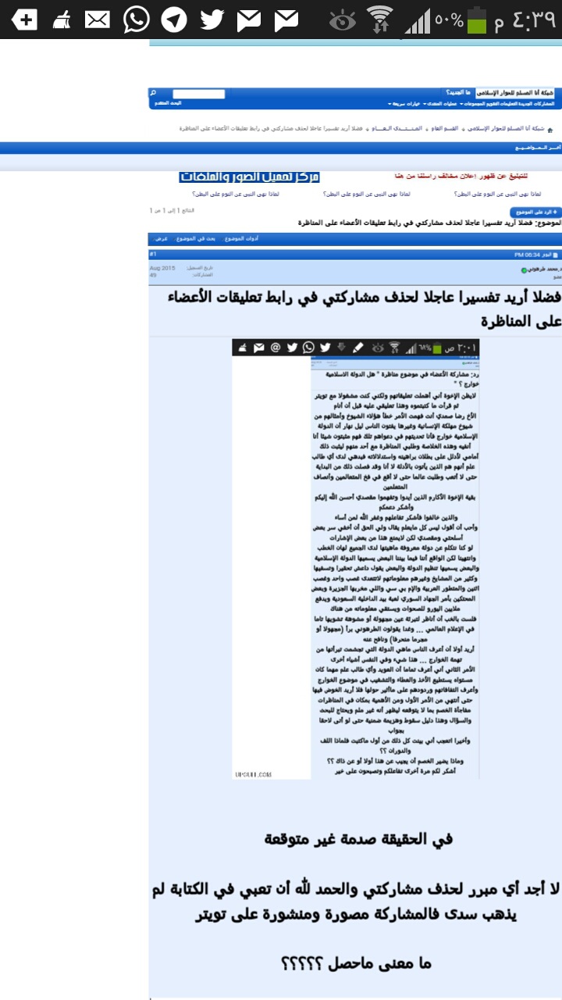 ٤:٣٩ م ٥٠%
شبكة أنا المسلم للحوار الإسلامي ما الجديد؟
المشاركات الجديدة التعليمات التقويم المجموعات عمليات المنتدى خيارات سريعة البحث المتقدم
شبكة أنا المسلم للحوار الإسلامي القسم العام المنـتـدى الـعـــام فضلا أريد تفسيرا عاجلا لحذف مشاركتي في رابط تعليقات الأعضاء على المناظرة
آخـــر الــمــواضــيــع
للتبليغ عن ظهور إعلان مخالف راسلنا من هنا مركز تحميل الصور والملفات
لماذا نهى النبي عن النوم على البطن؟ لماذا نهى النبي عن النوم على البطن؟ لماذا نهى النبي عن النوم على البطن؟
+ الرد على الموضوع النتائج 1 إلى 1 من 1
الموضوع: فضلا أريد تفسيرا عاجلا لحذف مشاركتي في رابط تعليقات الأعضاء على المناظرة
أدوات الموضوع بحث في الموضوع عرض
اليوم 06:34 PM #1
د.محمد طرهوني تاريخ التسجيل: Aug 2015
عضو المشاركات: 49
فضلا أريد تفسيرا عاجلا لحذف مشاركتي في رابط تعليقات الأعضاء
على المناظرة
٢:٠١ ص ٦٨%
رد: مشاركة الأعضاء في موضوع مناظرة " هل الدولة الاسلامية
خوارج ؟ "
لايظن الإخوة أني أهملت تعليقاتهم ولكني كنت مشغولا مع تويتر
ثم قرأت ما كتبتموه وهذا تعليقي عليه قبل أن أنام
الأخ رضا صمدي أنت فهمت الأمر خطأ هؤلاء الشيوخ وأمثالهم من
شيوخ مهلكة الإنسانية وغيرها يفتون الناس ليل نهار أن الدولة
الإسلامية خوارج فأنا تحديتهم في دعواهم تلك فهم مثبتون شيئا أنا
أنفيه وهذه الخلاصة وطلبي المناظرة مع أحد منهم ليثبت ذلك
أمامي لأدلل على بطلان براهينه واستدلالاته فبدهي لدى أي طالب
علم أنهم هم الذين يأتون بالأدلة لا أنا وقد فصلت ذلك من البداية
حتى لا أتعب وطلبت عالما حتى لا أقع في فخ المتعالمين وأنصاف
المتعلمين
بقية الإخوة الأكارم الذين أيدوا وتفهموا مقصدي أحسن الله إليكم
وأشكر دعمكم
والذين خالفوا فأشكر تفاعلهم وغفر الله لمن أساء
وأحب أن أقول ليس كل مايعلم يقال ولي الحق أن أخفي سر بعض
أسلحتي ومقصدي لكن لايمنع هذا من بعض الإشارات
لو كنا نتكلم عن دولة معروفة ماهيتها لدى الجميع لهان الخطب
وانتهينا لكن الواقع أننا فيما بيننا البعض يسميها الدولة الإسلامية
والبعض يسميها تنظيم الدولة والبعض يقول داعش تحقيرا وتسفيها
وكثير من المشايخ وغيرهم معلوماتهم لاتتعدى غصب واحد وغصب
اثنين والمتطور العربية والإم بي سي واللي مخربها الجزيرة وبعض
المحتكين بأمر الجهاد السوري لعبة بيد الداخلية السعودية ويدفع
ملايين اليورو للصحوات ويستقي معلوماته من هناك
فلست بالخب أن أناظر لتبرئة عين مجهولة أو مشوهة تشويها تاما
في الإعلام العالمي ... وغدا يقولون الطرهوني برأ (مجهولا أو
مجرما منحرفا) ونافح عنه
أريد أولا أن أعرف الناس ماهي الدولة التي تجشمت تبرأتها من
تهمة الخوارج ... هذا شيء وفي النفس أشياء أخرى
الأمر الثاني أني أعرف تماما أن العويد وأي طالب علم مهما كان
مستواه يستطيع الأخذ والعطاء والتشغيب في موضوع الخوارج
وأعرف النقاقاتهم وردودهم على ماأثير حولها فلا أريد الخوض فيها
حتى أنتهي من الأمر الأول ومن الأهمية بمكان في المناظرات
مفاجأة الخصم بما لا يتوقعه ليظهر أنه غير ملم ويحتاج للبحث
والسؤال وهذا دليل سقوط وهزيمة ضمنية حتى لو أتى لاحقا
بجواب
وأخيرا اتعجب أني بينت كل ذلك من أول ماكتبت فلماذا اللف
والدوران ؟؟
وماذا يضير الخصم أن يجيب عن هذا أولا أو عن ذاك ؟؟
أشكر لكم مرة أخرى تفاعلكم وتصبحون على خير
في الحقيقة صدمة غير متوقعة
لا أجد أي مبرر لحذف مشاركتي والحمد لله أن تعبي في الكتابة لم
يذهب سدى فالمشاركة مصورة ومنشورة على تويتر
ما معنى ماحصل ؟؟؟؟؟